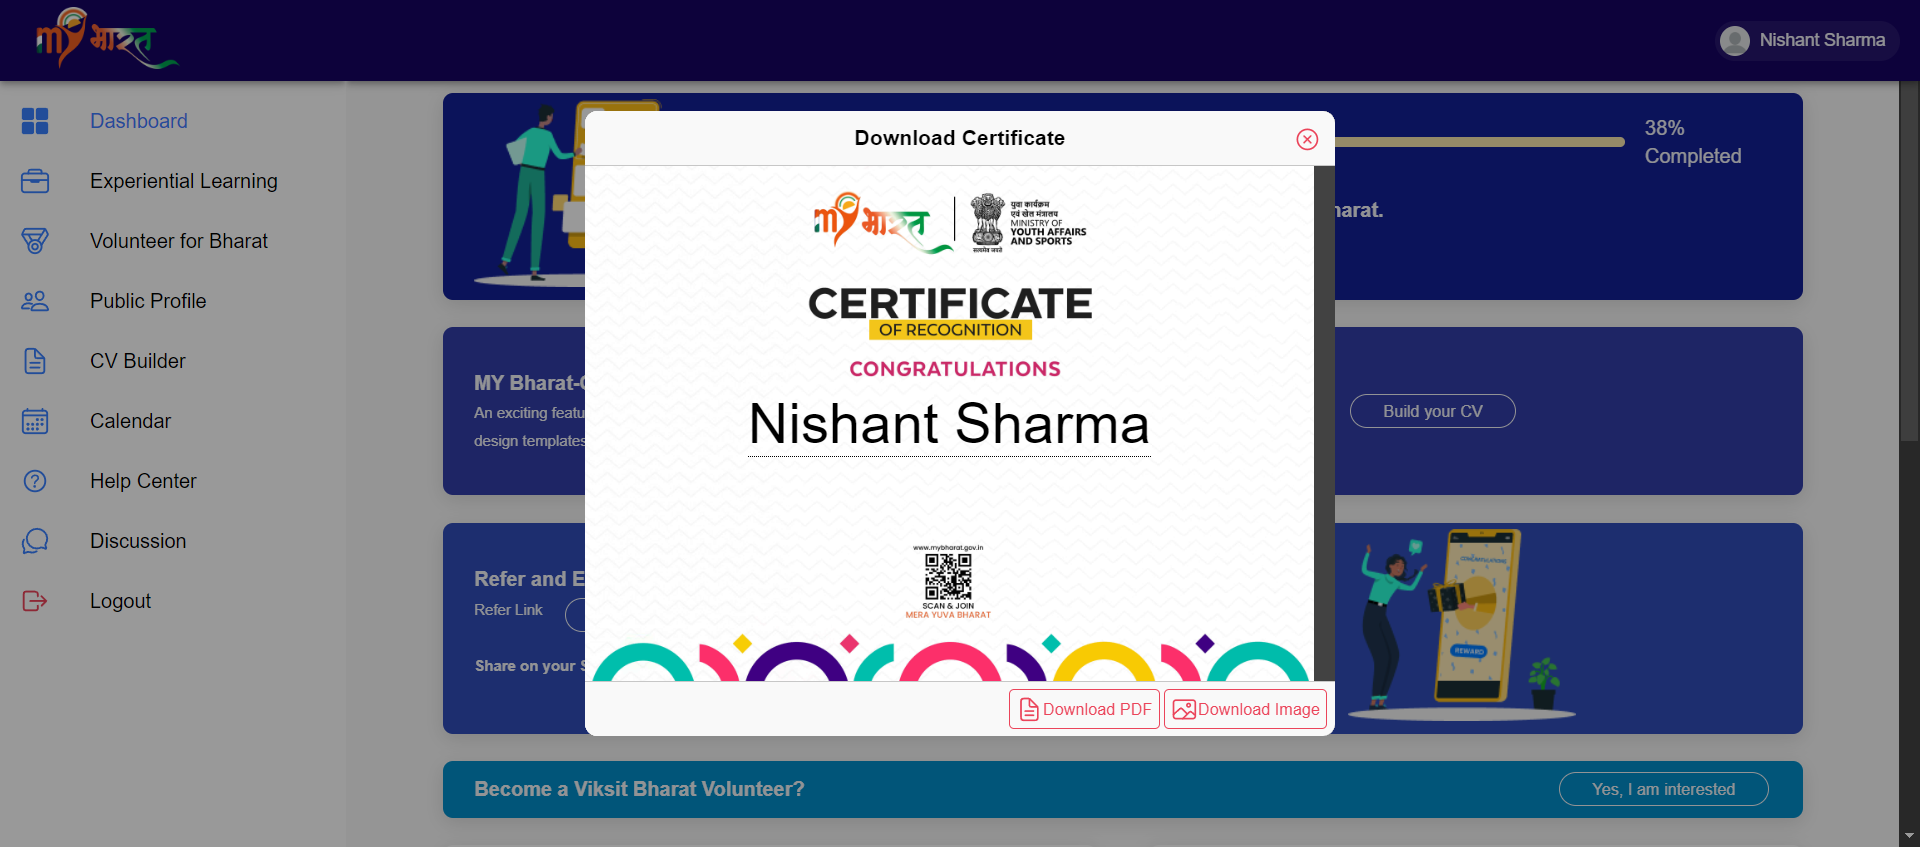 my भारत
Nishant Sharma
Dashboard
Experiential Learning
Volunteer for Bharat
Public Profile
CV Builder
Calendar
Help Center
Discussion
Logout
38%
Completed
harat.
MY Bharat-C
An exciting featu
design templates
Build your CV
Refer and E
Refer Link
Share on your S
CONGRATULATIONS
REWARD
Become a Viksit Bharat Volunteer?
Yes, I am interested
Download Certificate
my भारत
युवा कार्यक्रम
एवं खेल मंत्रालय
MINISTRY OF
YOUTH AFFAIRS
AND SPORTS
सत्यमेव जयते
CERTIFICATE
OF RECOGNITION
CONGRATULATIONS
Nishant Sharma
www.mybharat.gov.in
SCAN & JOIN
MERA YUVA BHARAT
Download PDF
Download Image